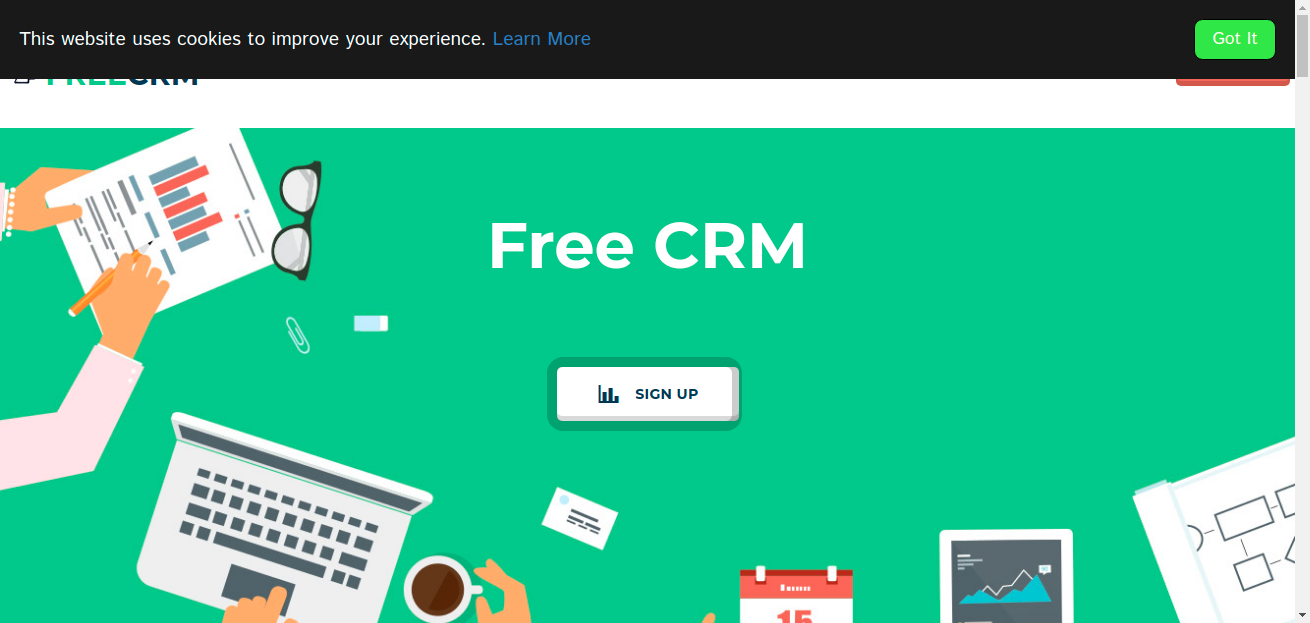 This website uses cookies to improve your experience. Learn More
Got It
FREECRM
Free CRM
SIGN UP
15